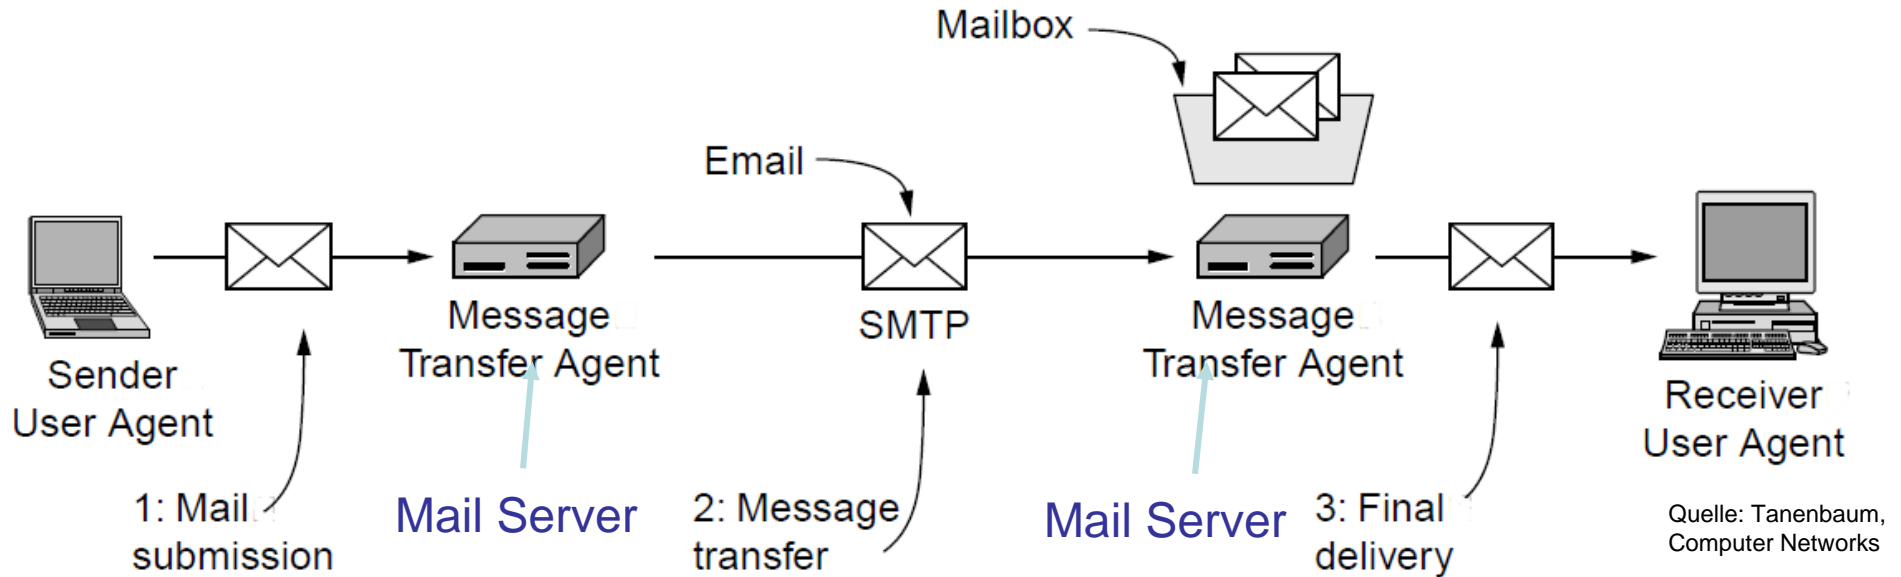 Mailbox
Email
Sender
User Agent
Message
Transfer Agent
SMTP
Message
Transfer Agent
Receiver
User Agent
1: Mail
submission
Mail Server
2: Message
transfer
Mail Server
3: Final
delivery
Quelle: Tanenbaum,
Computer Networks